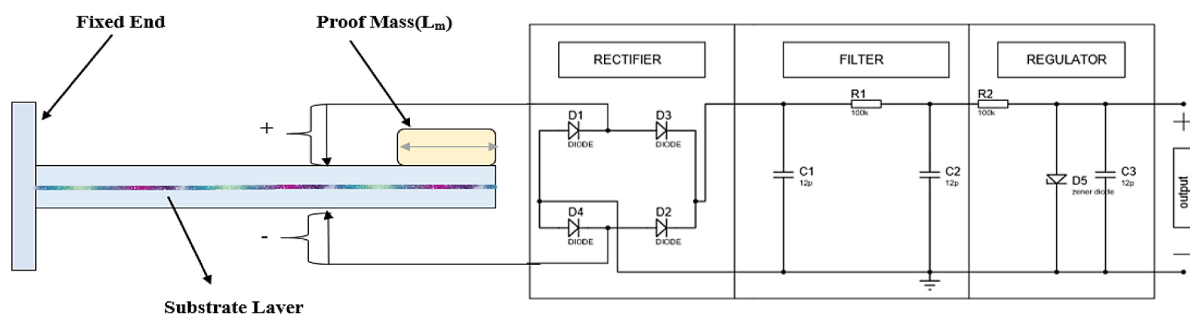 Fixed End
Proof Mass(Lm)
RECTIFIER
FILTER
REGULATOR
R1
100k
R2
100k
D1
DIODE
D3
DIODE
+
+
C1
12p
C2
12p
D5
zener diode
C3
12p
output
D4
DIODE
D2
DIODE
-
Substrate Layer